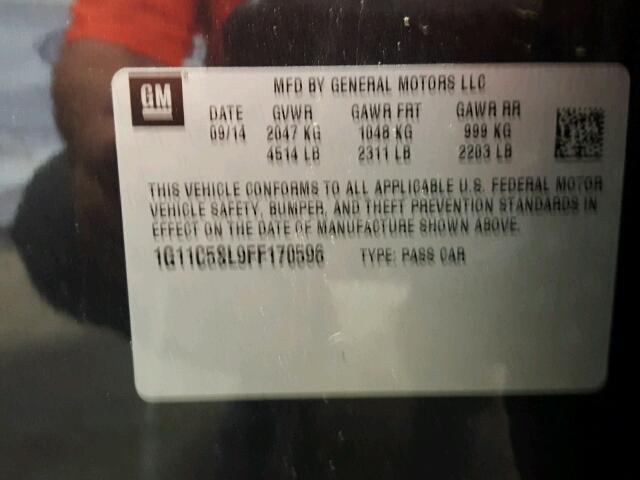 GM
MFD BY GENERAL MOTORS LLC
DATE GVWR GAWR FRT GAWR RR
09/14 2047 KG 1048 KG 999 KG
4514 LB 2311 LB 2203 LB
THIS VEHICLE CONFORMS TO ALL APPLICABLE U.S. FEDERAL MOTOR
VEHICLE SAFETY, BUMPER, AND THEFT PREVENTION STANDARDS IN
EFFECT ON THE DATE OF MANUFACTURE SHOWN ABOVE.
1G11C5SL9FF170596 TYPE: PASS CAR